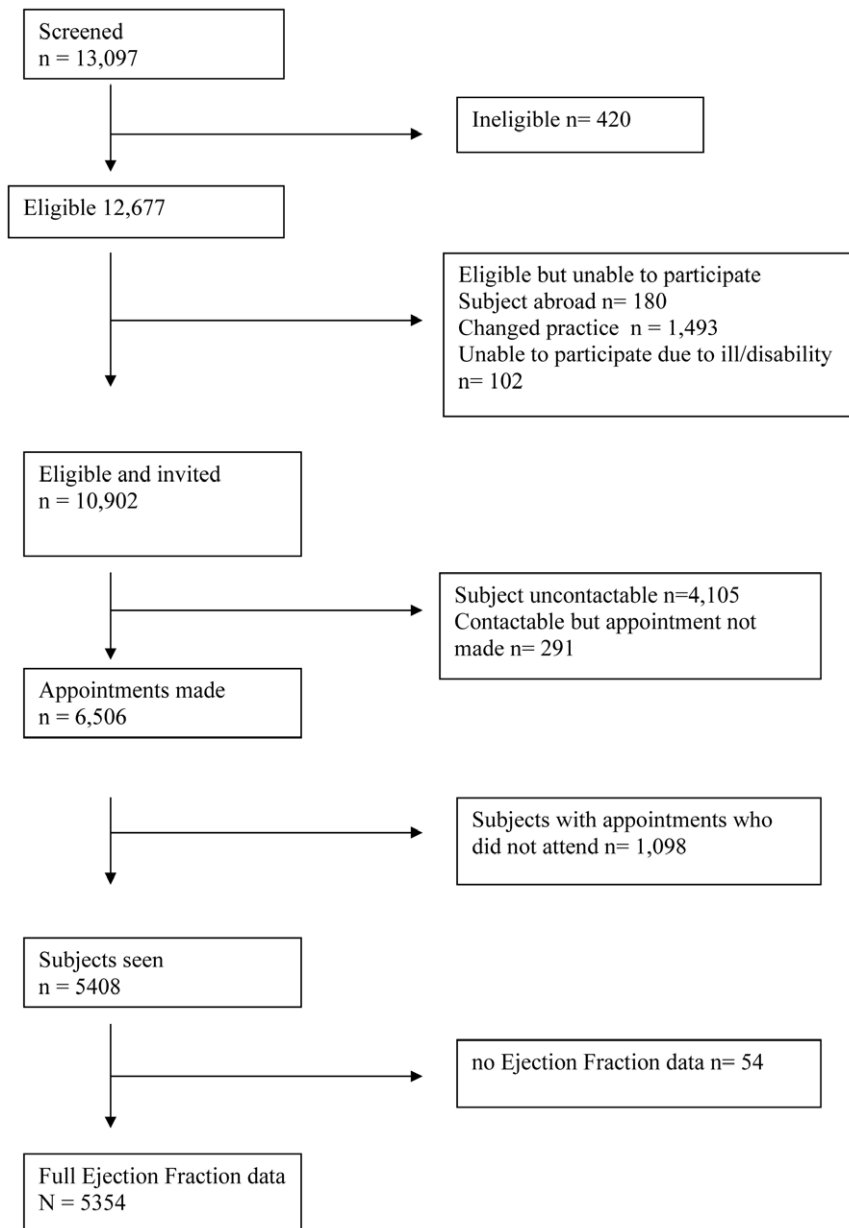 Screened
n = 13,097
Ineligible n= 420
Eligible 12,677
Eligible but unable to participate
Subject abroad n= 180
Changed practice  n = 1,493
Unable to participate due to ill/disability
n= 102
Eligible and invited
n = 10,902
Subject uncontactable n=4,105
Contactable but appointment not
made n= 291
Appointments made
n = 6,506
Subjects with appointments who
did not attend n= 1,098
Subjects seen
n = 5408
no Ejection Fraction data n= 54
Full Ejection Fraction data
N = 5354